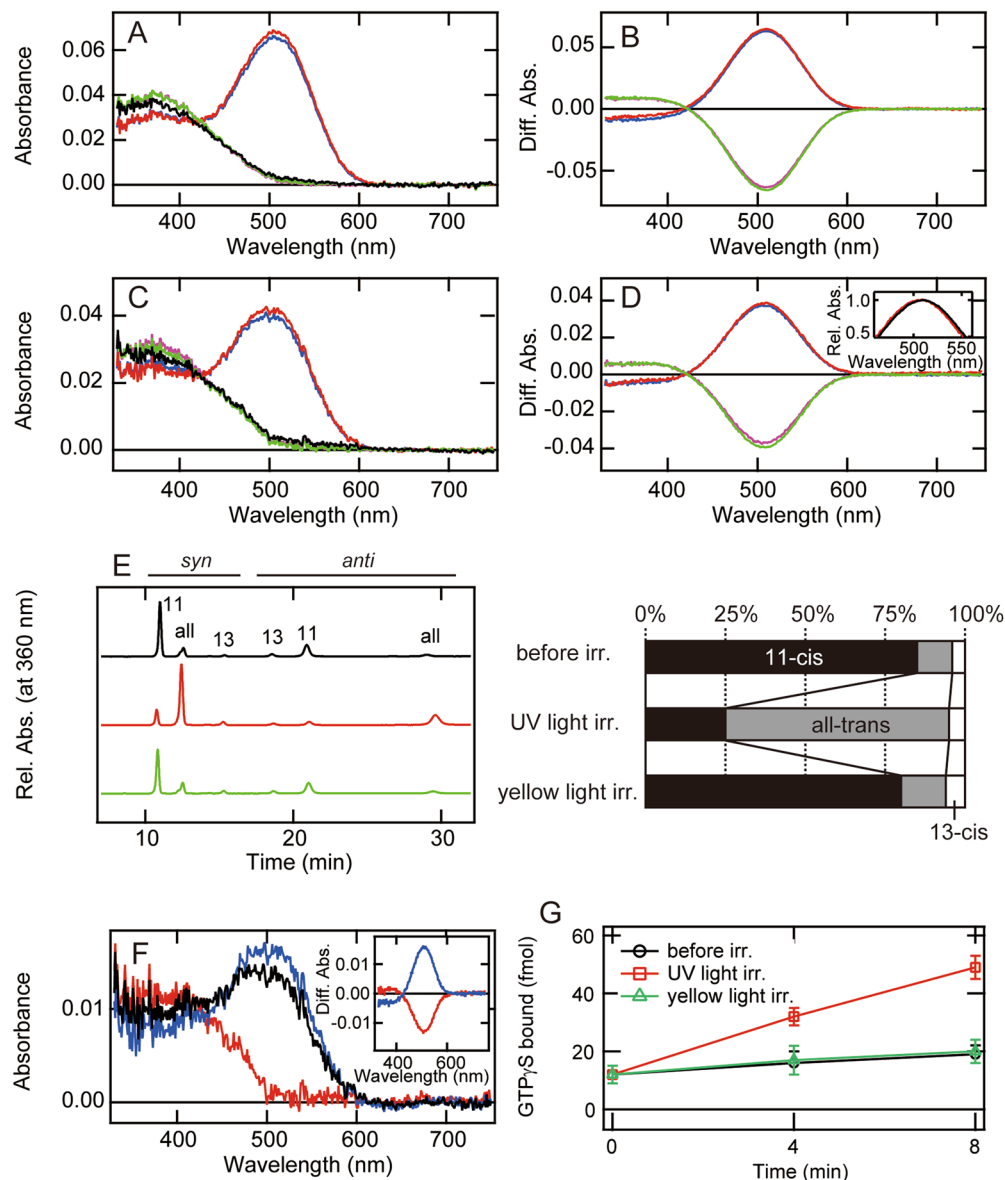 A
Absorbance
0.06
0.04
0.02
0.00
400
500
600
700
Wavelength (nm)
B
Diff. Abs.
0.05
0.00
-0.05
400
500
600
700
Wavelength (nm)
C
Absorbance
0.04
0.02
0.00
400
500
600
700
Wavelength (nm)
D
Diff. Abs.
0.04
0.02
0.00
-0.02
-0.04
400
500
600
700
Wavelength (nm)
Rel. Abs.
1.0
0.5
500
550
Wavelength (nm)
E
syn
anti
Rel. Abs. (at 360 nm)
11
all
13
13
11
all
10
20
30
Time (min)
0%
25%
50%
75%
100%
before irr.
11-cis
UV light irr.
all-trans
yellow light irr.
13-cis
F
Absorbance
0.01
0.00
400
500
600
700
Wavelength (nm)
Diff. Abs.
0.01
0.00
-0.01
400
600
Wavelength (nm)
G
GTPγS bound (fmol)
60
40
20
0
before irr.
UV light irr.
yellow light irr.
0
4
8
Time (min)